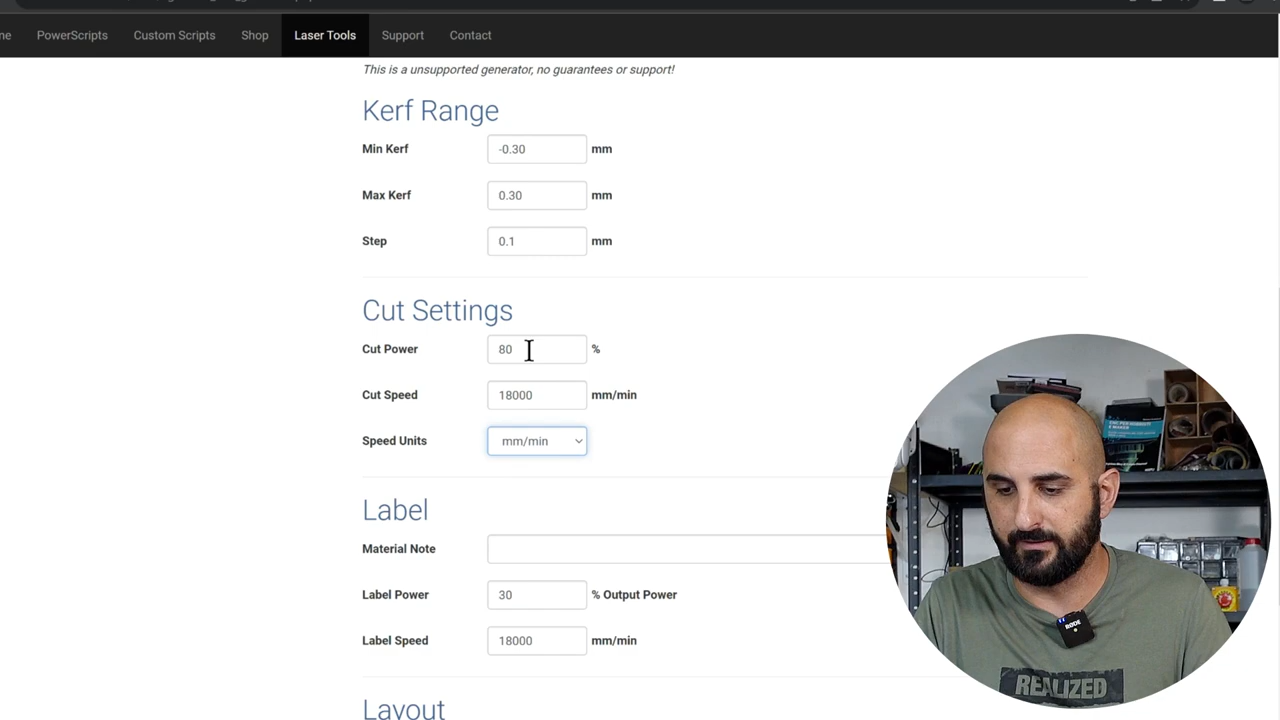 ne PowerScripts Custom Scripts Shop Laser Tools Support Contact
This is a unsupported generator, no guarantees or support!
Kerf Range
Min Kerf -0.30 mm
Max Kerf 0.30 mm
Step 0.1 mm
Cut Settings
Cut Power 80 %
Cut Speed 18000 mm/min
Speed Units mm/min
Label
Material Note
Label Power 30 % Output Power
Label Speed 18000 mm/min
Layout
RODE
REALIZED